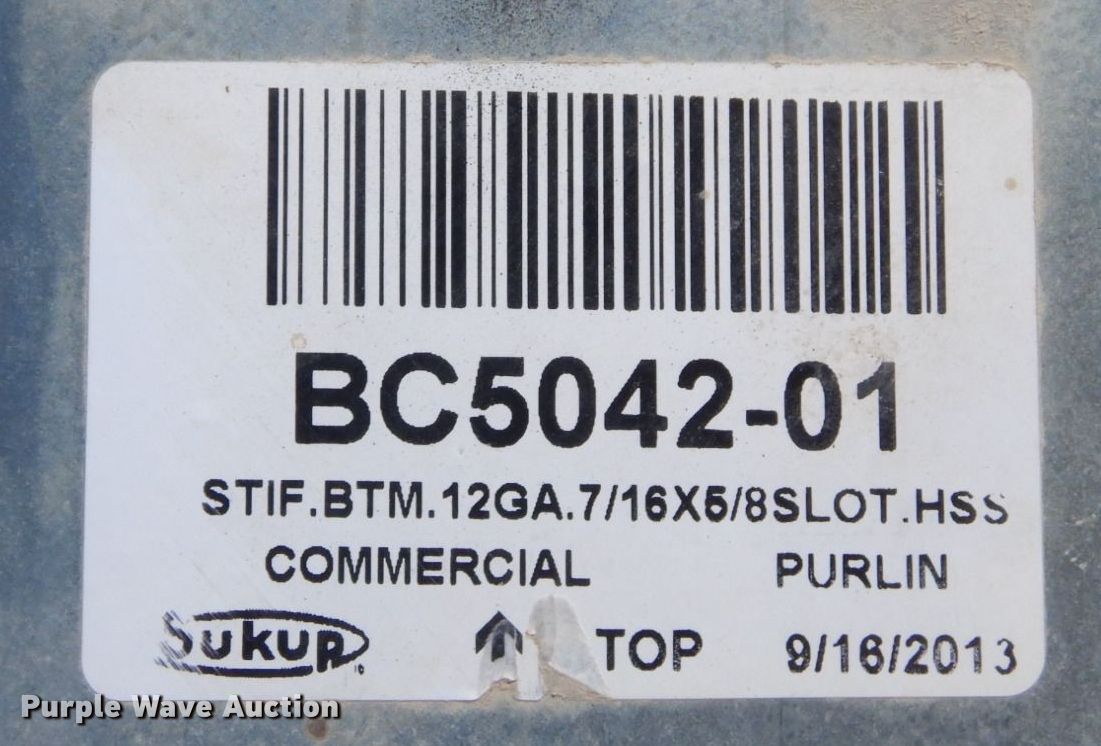 BC5042-01
STIF.BTM.12GA.7/16X5/8SLOT.HSS
COMMERCIAL PURLIN
SUKUP ® TOP 9/16/2013
Purple Wave Auction